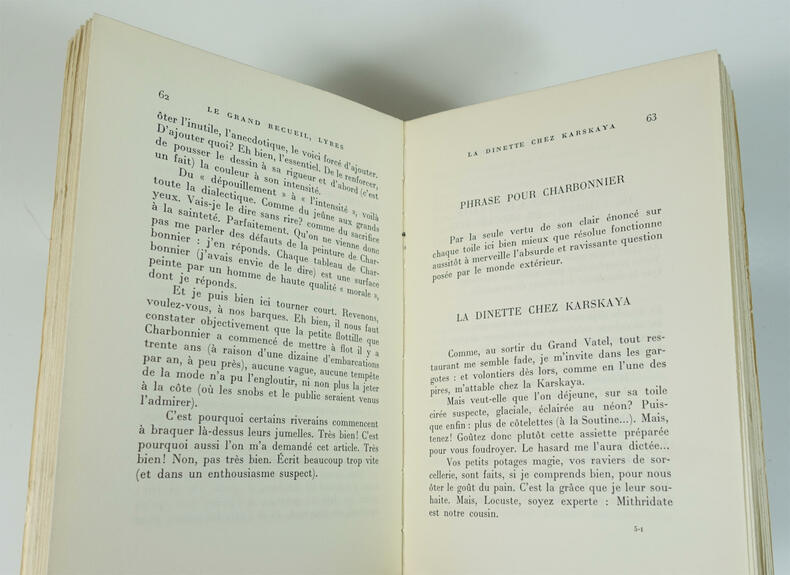 62
LE GRAND RECUEIL, LYRES
ôter l'inutile, l'anecdotique, le voici forcé d'ajouter.
D'ajouter quoi? Eh bien, l'essentiel. De le renforcer,
de pousser le dessin à sa rigueur et d'abord (c'est
un fait) la couleur à son intensité.
Du « dépouillement » à « l'intensité », voilà
toute la dialectique. Comme du jeûne aux grands
yeux. Vais-je le dire sans rire? comme du sacrifice
à la sainteté. Parfaitement. Qu'on ne vienne donc
pas me parler des défauts de la peinture de Char-
bonnier : j'en réponds. Chaque tableau de Char-
bonnier (j'avais envie de le dire) est une surface
peinte par un homme de haute qualité « morale »,
dont je réponds.
Et je puis bien ici tourner court. Revenons,
voulez-vous, à nos barques. Eh bien, il nous faut
constater objectivement que la petite flottille que
Charbonnier a commencé de mettre à flot il y a
trente ans (à raison d'une dizaine d'embarcations
par an, à peu près), aucune vague, aucune tempête
de la mode n'a pu l'engloutir, ni non plus la jeter
à la côte (où les snobs et le public seraient venus
l'admirer).
C'est pourquoi certains riverains commencent
à braquer là-dessus leurs jumelles. Très bien! C'est
pourquoi aussi l'on m'a demandé cet article. Très
bien! Non, pas très bien. Écrit beaucoup trop vite
(et dans un enthousiasme suspect).
LA DINETTE CHEZ KARSKAYA
63
PHRASE POUR CHARBONNIER
Par la seule vertu de son clair énoncé sur
chaque toile ici bien mieux que résolue fonctionne
aussitôt à merveille l'absurde et ravissante question
posée par le monde extérieur.
LA DINETTE CHEZ KARSKAYA
Comme, au sortir du Grand Vatel, tout res-
taurant me semble fade, je m'invite dans les gar-
gotes : et volontiers dès lors, comme en l'une des
pires, m'attable chez la Karskaya.
Mais veut-elle que l'on déjeune, sur sa toile
cirée suspecte, glaciale, éclairée au néon? Puis-
que enfin : plus de côtelettes (à la Soutine...). Mais,
tenez! Goûtez donc plutôt cette assiette préparée
pour vous foudroyer. Le hasard me l'aura dictée...
Vos petits potages magie, vos raviers de sor-
cellerie, sont faits, si je comprends bien, pour nous
ôter le goût du pain. C'est la grâce que je leur sou-
haite. Mais, Locuste, soyez experte : Mithridate
est notre cousin.
5-1